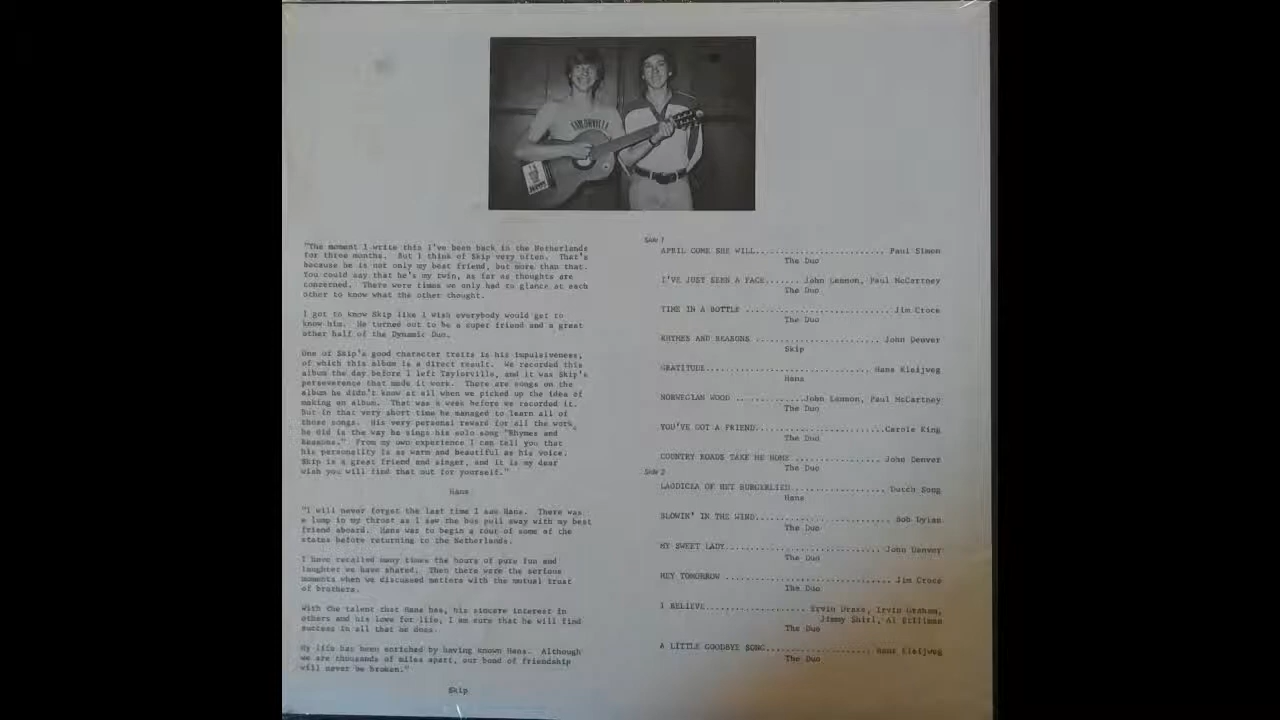 TAYLORVILLE
"The moment I write this I've been back in the Netherlands
for three months. But I think of Skip very often. That's
because he is not only my best friend, but more than that.
You could say that he's my twin, as far as thoughts are
concerned. There were times we only had to glance at each
other to know what the other thought.
I got to know Skip like I wish everybody would get to
know him. He turned out to be a super friend and a great
other half of the Dynamic Duo.
One of Skip's good character traits is his impulsiveness,
of which this album is a direct result. We recorded this
album the day before I left Taylorville, and it was Skip's
perseverence that made it work. There are songs on the
album he didn't know at all when we picked up the idea of
making an album. That was a week before we recorded it.
But in that very short time he managed to learn all of
those songs. His very personal reward for all the work,
he did is the way he sings his solo song "Rhymes and
Reasons." From my own experience I can tell you that
his personality is as warm and beautiful as his voice.
Skip is a great friend and singer, and it is my dear
wish you will find that out for yourself."
Hans
"I will never forget the last time I saw Hans. There was
a lump in my throat as I saw the bus pull away with my best
friend aboard. Hans was to begin a tour of some of the
states before returning to the Netherlands.
I have recalled many times the hours of pure fun and
laughter we have shared. Then there were the serious
moments when we discussed matters with the mutual trust
of brothers.
With the talent that Hans has, his sincere interest in
others and his love for life, I am sure that he will find
success in all that he does.
My life has been enriched by having known Hans. Although
we are thousands of miles apart, our bond of friendship
will never be broken."
Skip
Side 1
APRIL COME SHE WILL........................ Paul Simon
The Duo
I'VE JUST SEEN A FACE....... John Lennon, Paul McCartney
The Duo
TIME IN A BOTTLE ........................... Jim Croce
The Duo
RHYMES AND REASONS ....................... John Denver
Skip
GRATITUDE............................... Hans Kleijweg
Hans
NORWEGIAN WOOD .............John Lennon, Paul McCartney
The Duo
YOU'VE GOT A FRIEND........................Carole King
The Duo
COUNTRY ROADS TAKE ME HOME ............... John Denver
The Duo
Side 2
LAODICEA OF HET BURGERLIED................. Dutch Song
Hans
BLOWIN' IN THE WIND......................... Bob Dylan
The Duo
MY SWEET LADY............................. John Denver
The Duo
HEY TOMORROW ............................... Jim Croce
The Duo
I BELIEVE................... Ervin Drake, Irvin Graham,
Jimmy Shirl, Al Stillman
The Duo
A LITTLE GOODBYE SONG................... Hans Kleijweg
The Duo